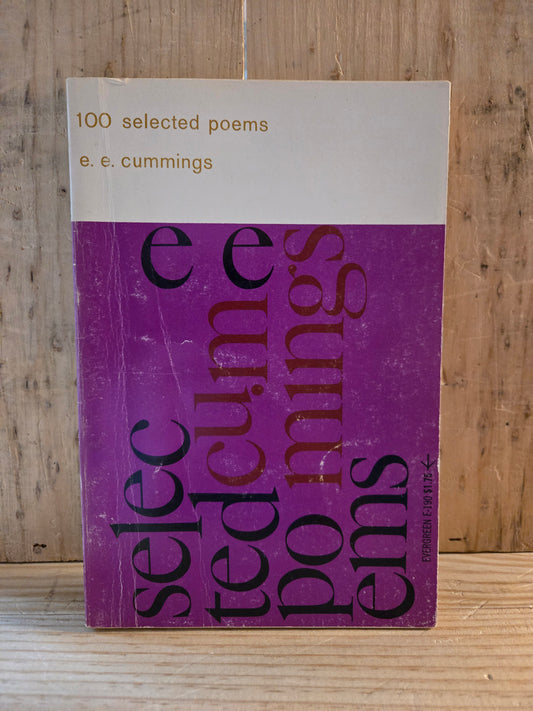 100 selected poems
e. e. cummings
selec e
ted cum e
po mings
ems
EVERGREEN E-190 $1.75